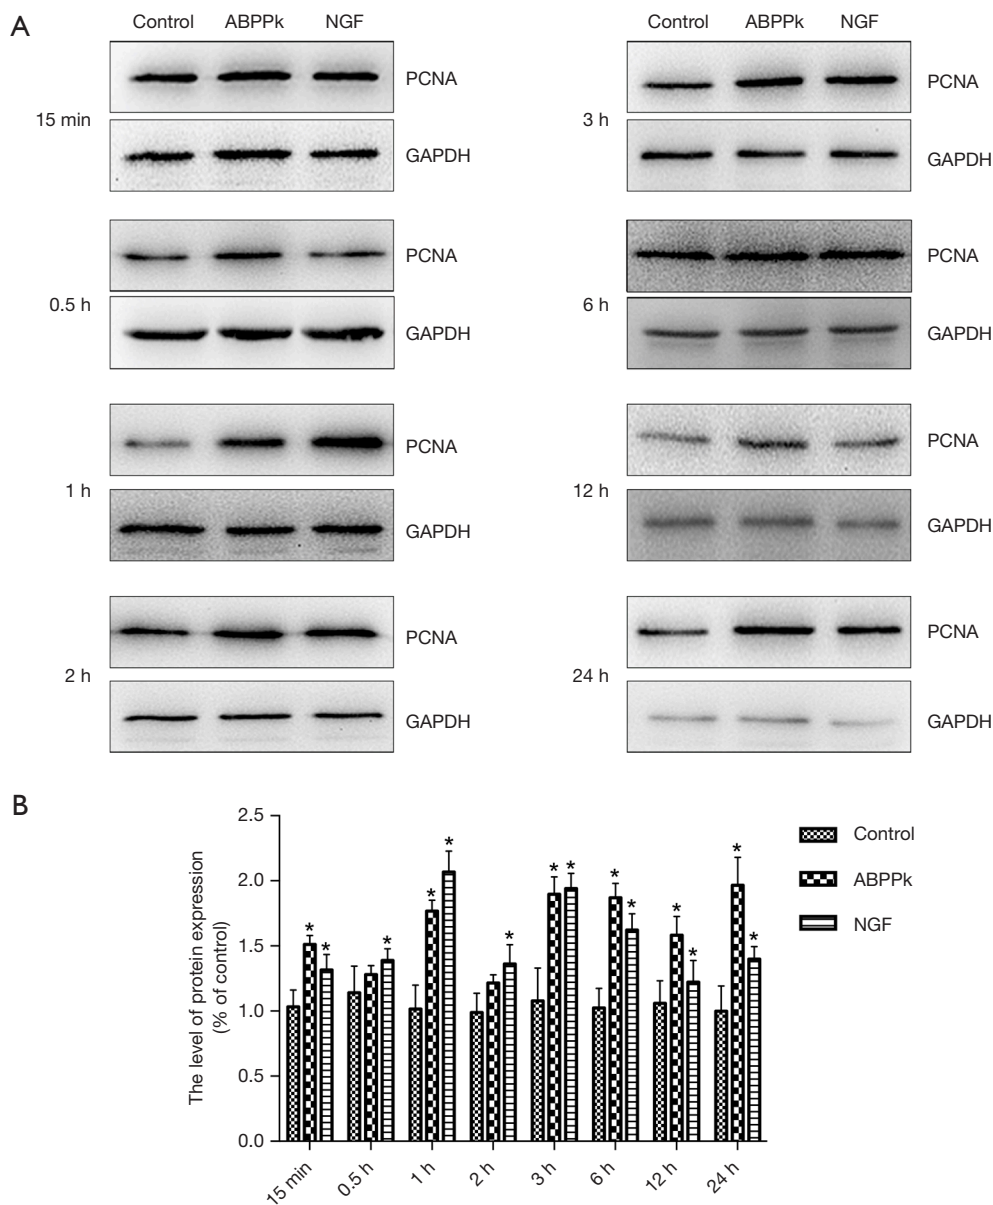 A
Control ABPPk NGF
Control ABPPk NGF
15 min
PCNA
GAPDH
3 h
PCNA
GAPDH
0.5 h
PCNA
GAPDH
6 h
PCNA
GAPDH
1 h
PCNA
GAPDH
12 h
PCNA
GAPDH
2 h
PCNA
GAPDH
24 h
PCNA
GAPDH
B
The level of protein expression
(% of control)
2.5
2.0
1.5
1.0
0.5
0.0
* * * * * * * * * * * * * *
15 min 0.5 h 1 h 2 h 3 h 6 h 12 h 24 h
Control
ABPPk
NGF